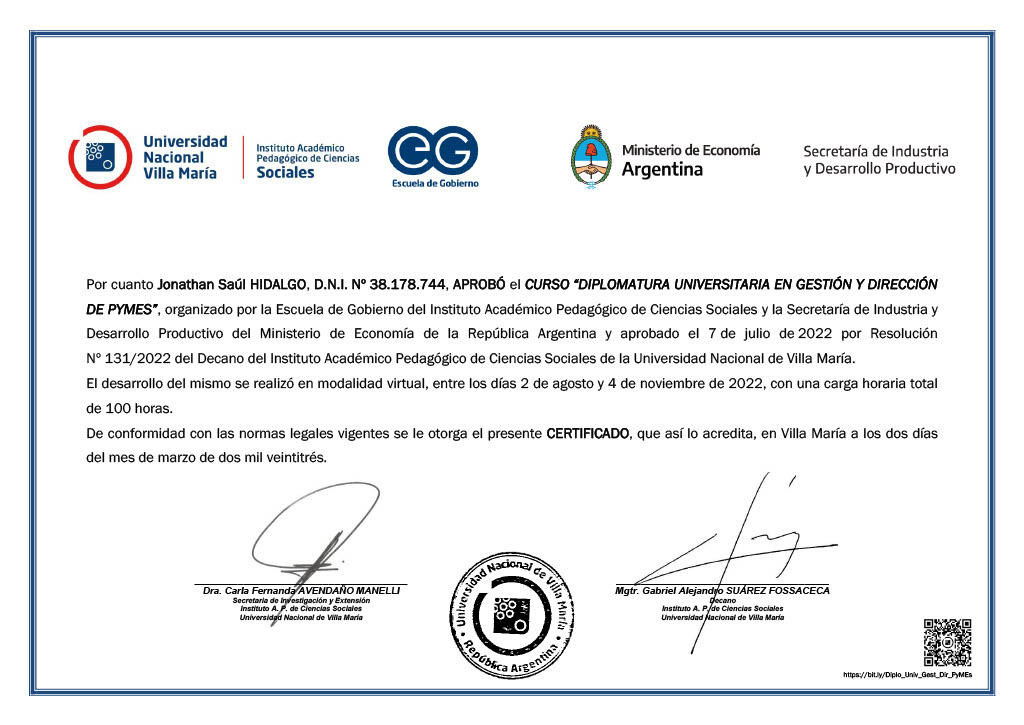 Universidad
Nacional
Villa María
Instituto Académico
Pedagógico de Ciencias
Sociales
eG
Escuela de Gobierno
Ministerio de Economía
Argentina
Secretaría de Industria
y Desarrollo Productivo
Por cuanto Jonathan Saúl HIDALGO, D.N.I. Nº 38.178.744, APROBÓ el CURSO “DIPLOMATURA UNIVERSITARIA EN GESTIÓN Y DIRECCIÓN
DE PYMES”, organizado por la Escuela de Gobierno del Instituto Académico Pedagógico de Ciencias Sociales y la Secretaría de Industria y
Desarrollo Productivo del Ministerio de Economía de la República Argentina y aprobado el 7 de julio de 2022 por Resolución
Nº 131/2022 del Decano del Instituto Académico Pedagógico de Ciencias Sociales de la Universidad Nacional de Villa María.
El desarrollo del mismo se realizó en modalidad virtual, entre los días 2 de agosto y 4 de noviembre de 2022, con una carga horaria total
de 100 horas.
De conformidad con las normas legales vigentes se le otorga el presente CERTIFICADO, que así lo acredita, en Villa María a los dos días
del mes de marzo de dos mil veintitrés.
Dra. Carla Fernanda AVENDAÑO MANELLI
Secretaria de Investigación y Extensión
Instituto A. P. de Ciencias Sociales
Universidad Nacional de Villa María
Universidad Nacional de Villa María
República Argentina
Mgtr. Gabriel Alejandro SUÁREZ FOSSACECA
Decano
Instituto A. P. de Ciencias Sociales
Universidad Nacional de Villa María
https://bit.ly/Diplo_Univ_Gest_Dir_PyMEs